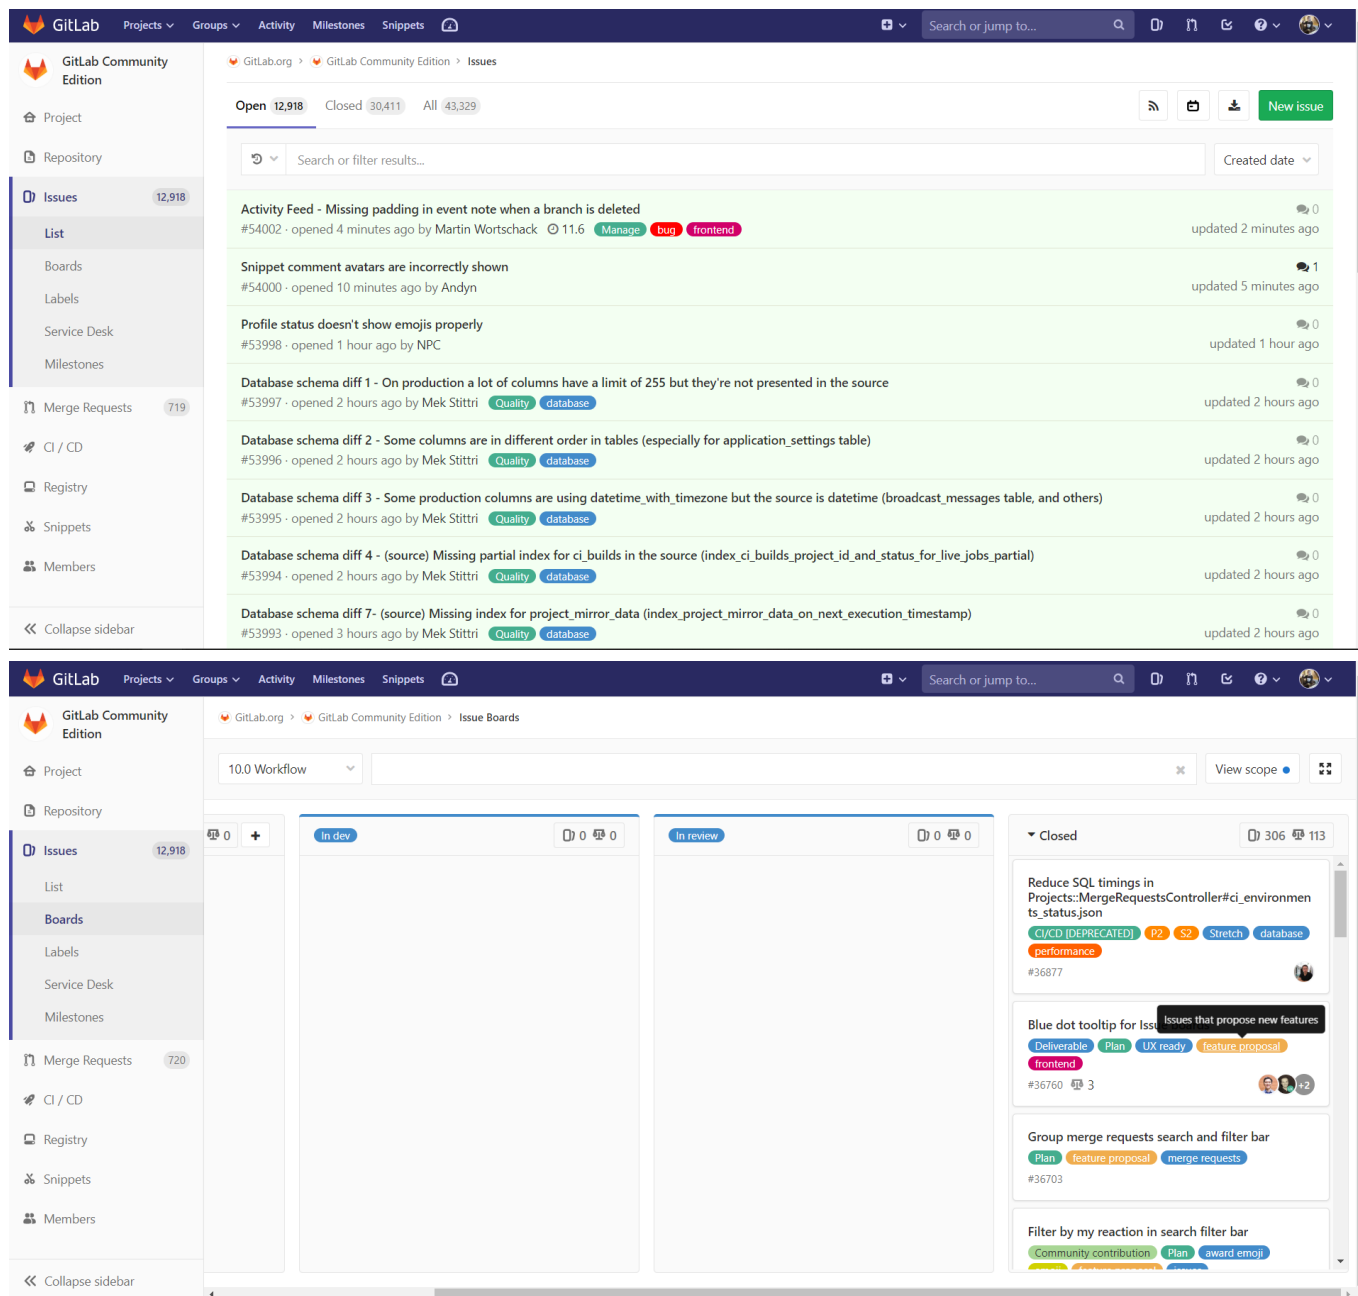 GitLab Projects Groups Activity Milestones Snippets Search or jump to...
GitLab Community
Edition
Project
Repository
Issues 12,918
List
Boards
Labels
Service Desk
Milestones
Merge Requests 719
CI / CD
Registry
Snippets
Members
Collapse sidebar
GitLab.org > GitLab Community Edition > Issues
Open 12,918 Closed 30,411 All 43,329 New issue
Search or filter results... Created date
Activity Feed - Missing padding in event note when a branch is deleted 0
#54002 · opened 4 minutes ago by Martin Wortschack 11.6 Manage bug frontend updated 2 minutes ago
Snippet comment avatars are incorrectly shown 1
#54000 · opened 10 minutes ago by Andyn updated 5 minutes ago
Profile status doesn't show emojis properly 0
#53998 · opened 1 hour ago by NPC updated 1 hour ago
Database schema diff 1 - On production a lot of columns have a limit of 255 but they're not presented in the source 0
#53997 · opened 2 hours ago by Mek Stittri Quality database updated 2 hours ago
Database schema diff 2 - Some columns are in different order in tables (especially for application_settings table) 0
#53996 · opened 2 hours ago by Mek Stittri Quality database updated 2 hours ago
Database schema diff 3 - Some production columns are using datetime_with_timezone but the source is datetime (broadcast_messages table, and others) 0
#53995 · opened 2 hours ago by Mek Stittri Quality database updated 2 hours ago
Database schema diff 4 - (source) Missing partial index for ci_builds in the source (index_ci_builds_project_id_and_status_for_live_jobs_partial) 0
#53994 · opened 2 hours ago by Mek Stittri Quality database updated 2 hours ago
Database schema diff 7- (source) Missing index for project_mirror_data (index_project_mirror_data_on_next_execution_timestamp) 0
#53993 · opened 3 hours ago by Mek Stittri Quality database updated 2 hours ago
GitLab Projects Groups Activity Milestones Snippets Search or jump to...
GitLab Community
Edition
Project
Repository
Issues 12,918
List
Boards
Labels
Service Desk
Milestones
Merge Requests 720
CI / CD
Registry
Snippets
Members
Collapse sidebar
GitLab.org > GitLab Community Edition > Issue Boards
10.0 Workflow View scope
0 +
In dev 0 0
In review 0 0
Closed 306 113
Reduce SQL timings in
Projects::MergeRequestsController#ci_environmen
ts_status.json
CI/CD [DEPRECATED] P2 S2 Stretch database
performance
#36877
Issues that propose new features
Blue dot tooltip for Issue
Deliverable Plan UX ready feature proposal
frontend
#36760 3 +2
Group merge requests search and filter bar
Plan feature proposal merge requests
#36703
Filter by my reaction in search filter bar
Community contribution Plan award emoji